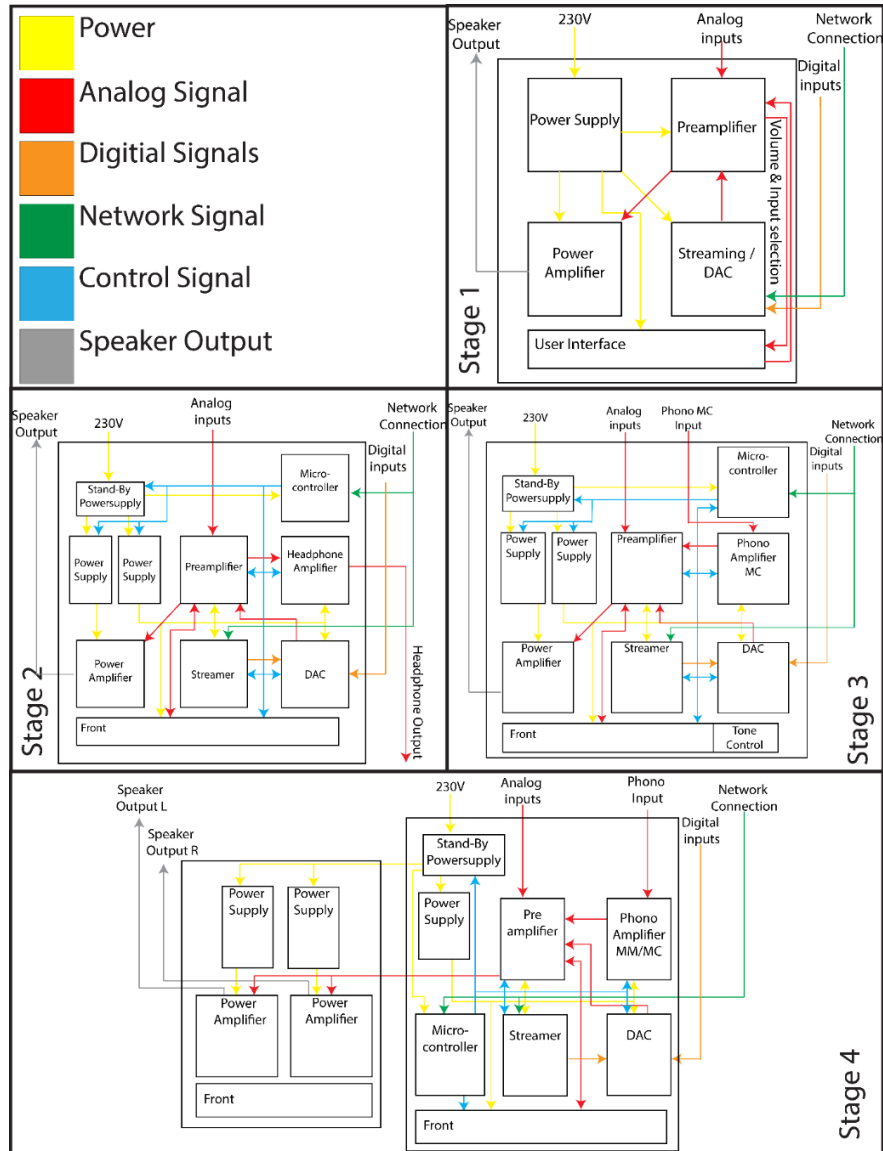 Power
Analog Signal
Digitial Signals
Network Signal
Control Signal
Speaker Output
Speaker
Output
230V
Analog
inputs
Network
Connection
Digital
inputs
Power Supply
Preamplifier
Volume & Input selection
Power
Amplifier
Streaming /
DAC
User Interface
Stage 1
Speaker
Output
230V
Analog
inputs
Network
Connection
Digital
inputs
Stand-By
Powersupply
Micro-
controller
Power
Supply
Power
Supply
Preamplifier
Headphone
Amplifier
Power
Amplifier
Streamer
DAC
Front
Headphone Output
Stage 2
Speaker
Output
230V
Analog
inputs
Phono MC
Input
Network
Connection
Digital
inputs
Stand-By
Powersupply
Micro-
controller
Power
Supply
Power
Supply
Preamplifier
Phono
Amplifier
MC
Power
Amplifier
Streamer
DAC
Front
Tone
Control
Stage 3
Speaker
Output L
Speaker
Output R
230V
Analog
inputs
Phono
Input
Network
Connection
Digital
inputs
Stand-By
Powersupply
Power
Supply
Power
Supply
Power
Supply
Pre
amplifier
Phono
Amplifier
MM/MC
Power
Amplifier
Power
Amplifier
Micro-
controller
Streamer
DAC
Front
Front
Stage 4